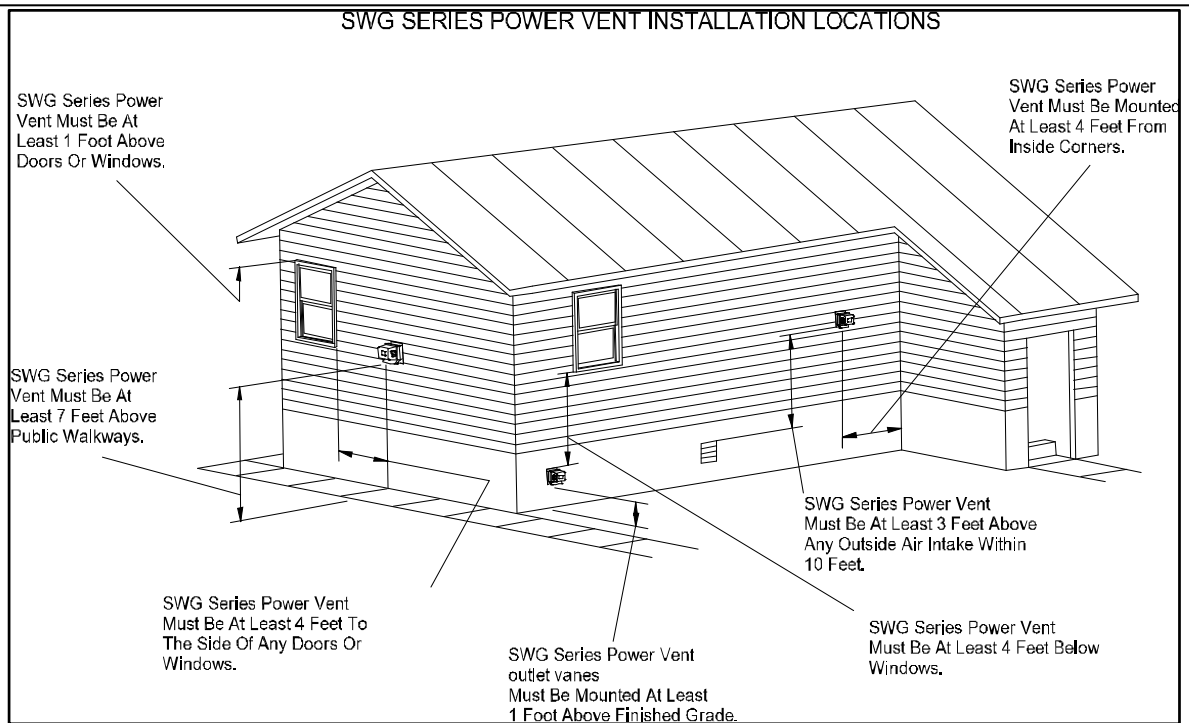 SWG SERIES POWER VENT INSTALLATION LOCATIONS
SWG Series Power
Vent Must Be At
Least 1 Foot Above
Doors Or Windows.
SWG Series Power
Vent Must Be Mounted
At Least 4 Feet From
Inside Corners.
SWG Series Power
Vent Must Be At
Least 7 Feet Above
Public Walkways.
SWG Series Power Vent
Must Be At Least 3 Feet Above
Any Outside Air Intake Within
10 Feet.
SWG Series Power Vent
Must Be At Least 4 Feet To
The Side Of Any Doors Or
Windows.
SWG Series Power Vent
outlet vanes
Must Be Mounted At Least
1 Foot Above Finished Grade.
SWG Series Power Vent
Must Be At Least 4 Feet Below
Windows.